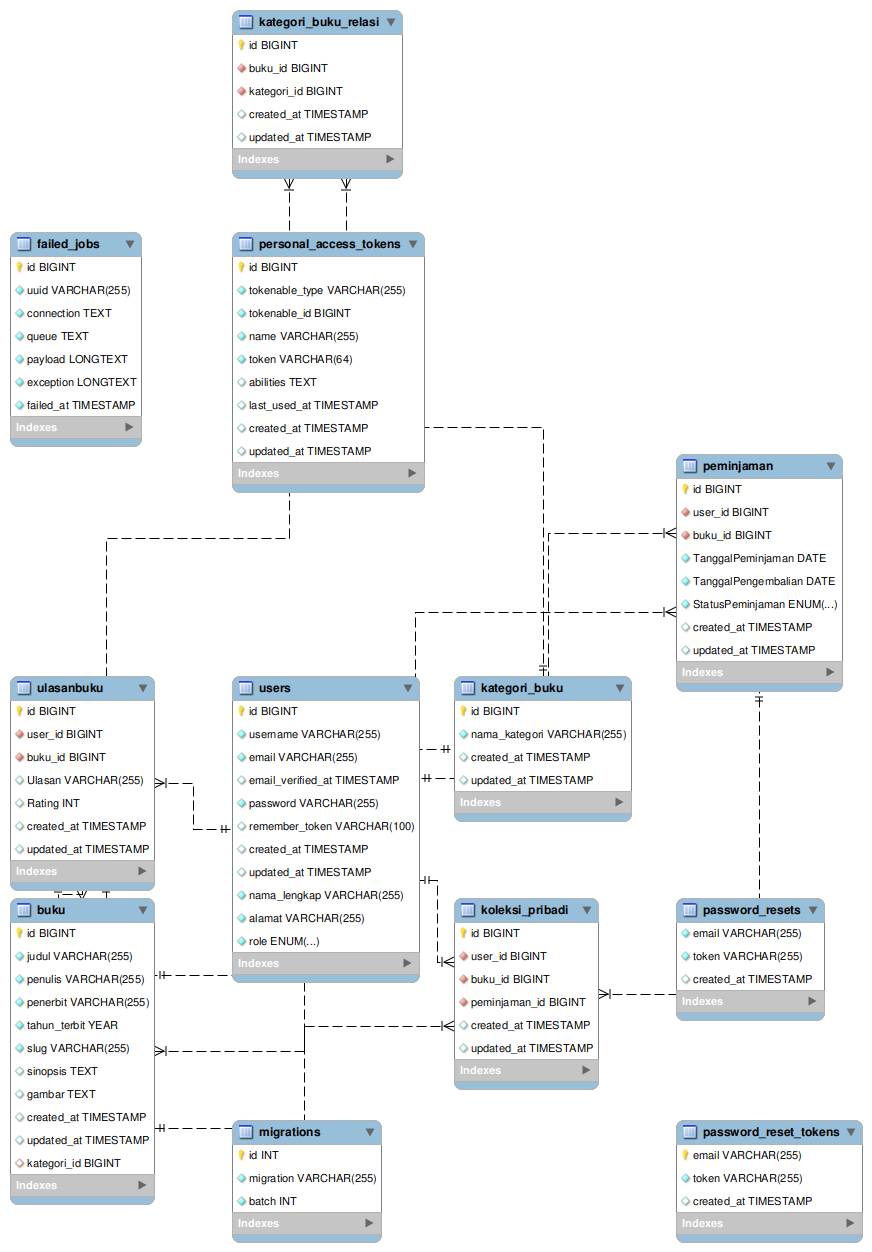 kategori_buku_relasi
id BIGINT
buku_id BIGINT
kategori_id BIGINT
created_at TIMESTAMP
updated_at TIMESTAMP
Indexes
failed_jobs
id BIGINT
uuid VARCHAR(255)
connection TEXT
queue TEXT
payload LONGTEXT
exception LONGTEXT
failed_at TIMESTAMP
Indexes
personal_access_tokens
id BIGINT
tokenable_type VARCHAR(255)
tokenable_id BIGINT
name VARCHAR(255)
token VARCHAR(64)
abilities TEXT
last_used_at TIMESTAMP
created_at TIMESTAMP
updated_at TIMESTAMP
Indexes
peminjaman
id BIGINT
user_id BIGINT
buku_id BIGINT
TanggalPeminjaman DATE
TanggalPengembalian DATE
StatusPeminjaman ENUM(...)
created_at TIMESTAMP
updated_at TIMESTAMP
Indexes
ulasanbuku
id BIGINT
user_id BIGINT
buku_id BIGINT
Ulasan VARCHAR(255)
Rating INT
created_at TIMESTAMP
updated_at TIMESTAMP
Indexes
users
id BIGINT
username VARCHAR(255)
email VARCHAR(255)
email_verified_at TIMESTAMP
password VARCHAR(255)
remember_token VARCHAR(100)
created_at TIMESTAMP
updated_at TIMESTAMP
nama_lengkap VARCHAR(255)
alamat VARCHAR(255)
role ENUM(...)
Indexes
kategori_buku
id BIGINT
nama_kategori VARCHAR(255)
created_at TIMESTAMP
updated_at TIMESTAMP
Indexes
buku
id BIGINT
judul VARCHAR(255)
penulis VARCHAR(255)
penerbit VARCHAR(255)
tahun_terbit YEAR
slug VARCHAR(255)
sinopsis TEXT
gambar TEXT
created_at TIMESTAMP
updated_at TIMESTAMP
kategori_id BIGINT
Indexes
koleksi_pribadi
id BIGINT
user_id BIGINT
buku_id BIGINT
peminjaman_id BIGINT
created_at TIMESTAMP
updated_at TIMESTAMP
Indexes
password_resets
email VARCHAR(255)
token VARCHAR(255)
created_at TIMESTAMP
Indexes
migrations
id INT
migration VARCHAR(255)
batch INT
Indexes
password_reset_tokens
email VARCHAR(255)
token VARCHAR(255)
created_at TIMESTAMP
Indexes